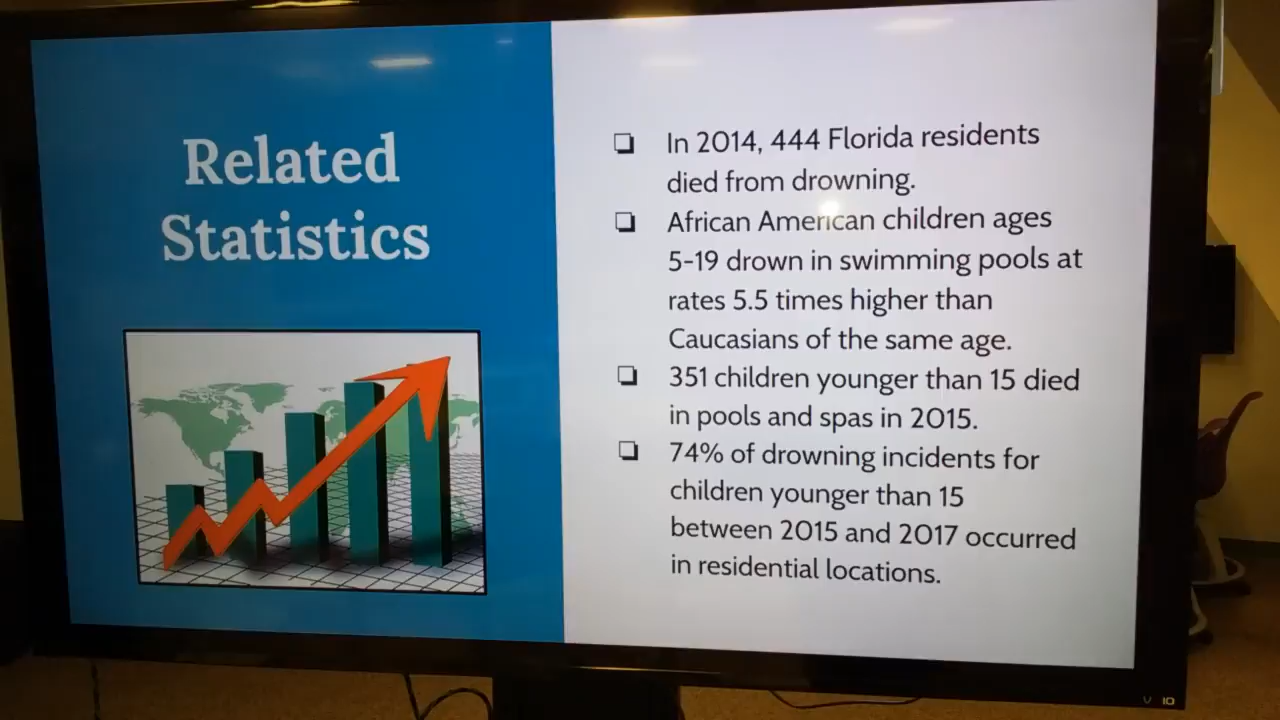 Related
Statistics
❏ In 2014, 444 Florida residents
died from drowning.
❏ African American children ages
5-19 drown in swimming pools at
rates 5.5 times higher than
Caucasians of the same age.
❏ 351 children younger than 15 died
in pools and spas in 2015.
❏ 74% of drowning incidents for
children younger than 15
between 2015 and 2017 occurred
in residential locations.